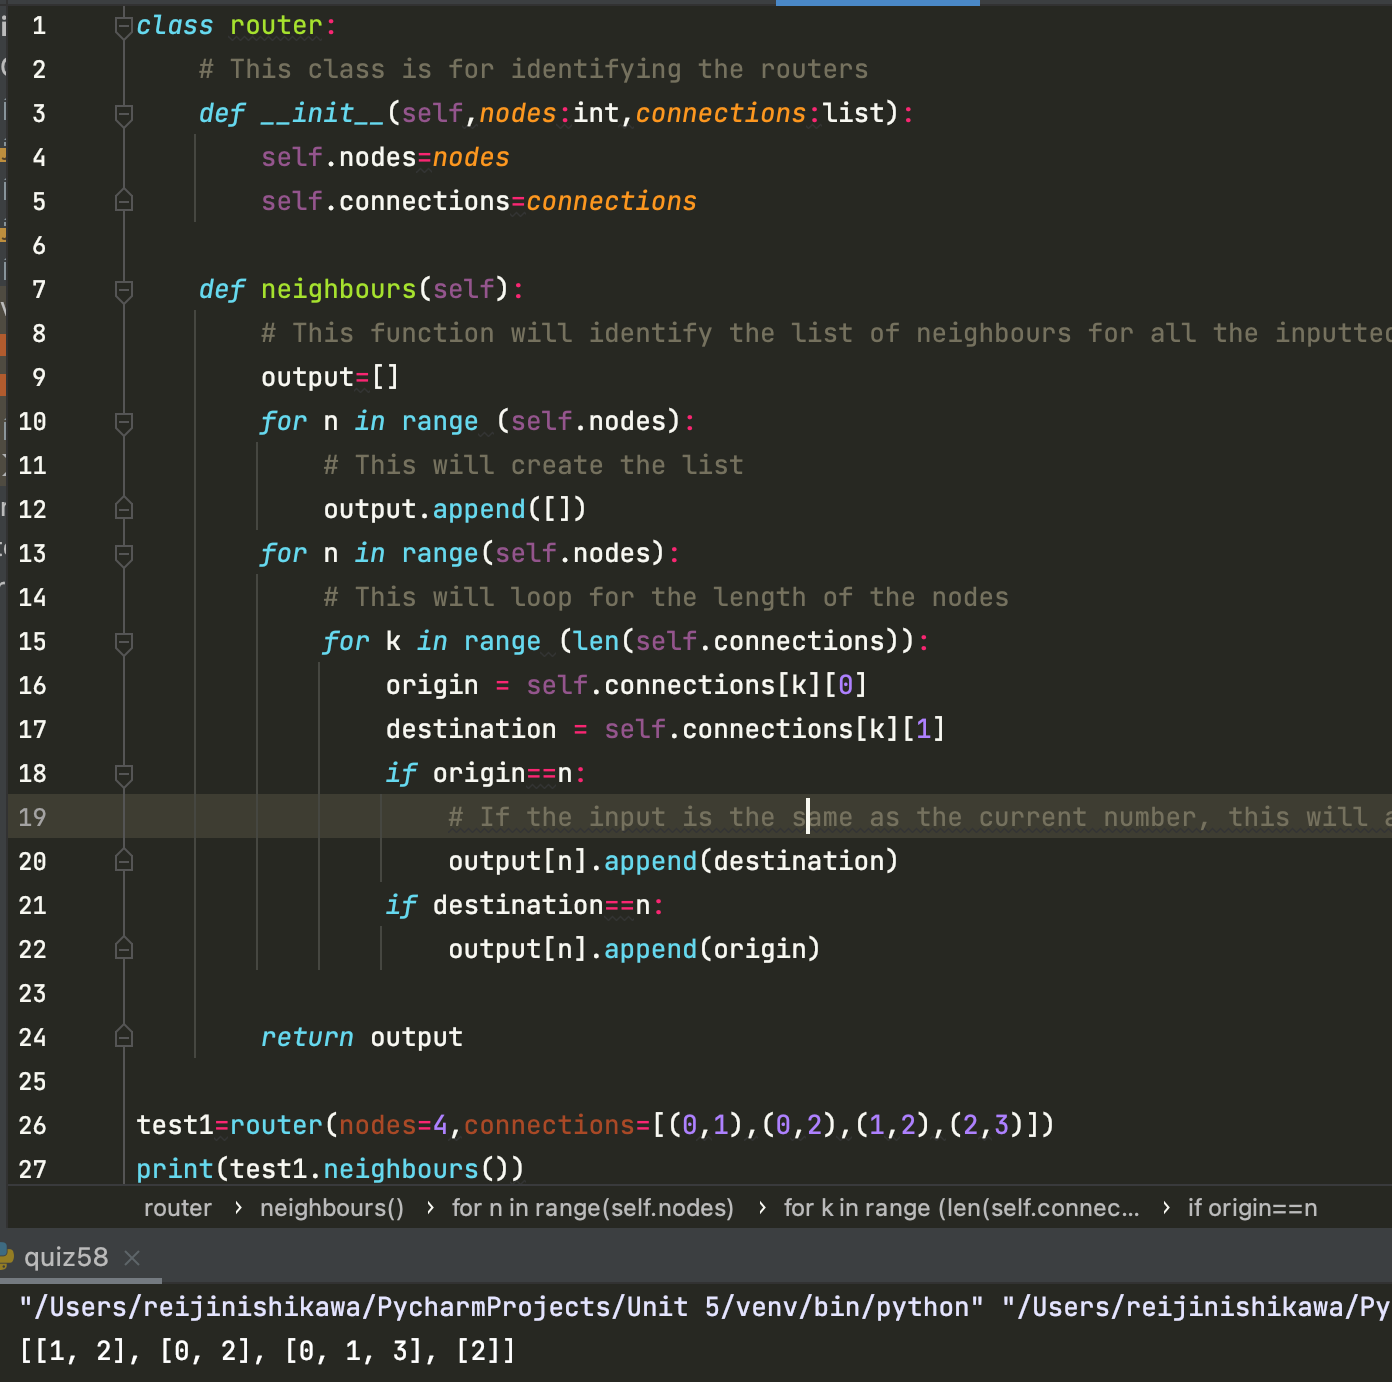 1 class router:
2 # This class is for identifying the routers
3 def __init__(self,nodes:int,connections:list):
4 self.nodes=nodes
5 self.connections=connections
6
7 def neighbours(self):
8 # This function will identify the list of neighbours for all the inputted
9 output=[]
10 for n in range (self.nodes):
11 # This will create the list
12 output.append([])
13 for n in range(self.nodes):
14 # This will loop for the length of the nodes
15 for k in range (len(self.connections)):
16 origin = self.connections[k][0]
17 destination = self.connections[k][1]
18 if origin==n:
19 # If the input is the same as the current number, this will
20 output[n].append(destination)
21 if destination==n:
22 output[n].append(origin)
23
24 return output
25
26 test1=router(nodes=4,connections=[(0,1),(0,2),(1,2),(2,3)])
27 print(test1.neighbours())
router › neighbours() › for n in range(self.nodes) › for k in range (len(self.connec... › if origin==n
quiz58 ×
"/Users/reijinishikawa/PycharmProjects/Unit 5/venv/bin/python" "/Users/reijinishikawa/Py
[[1, 2], [0, 2], [0, 1, 3], [2]]